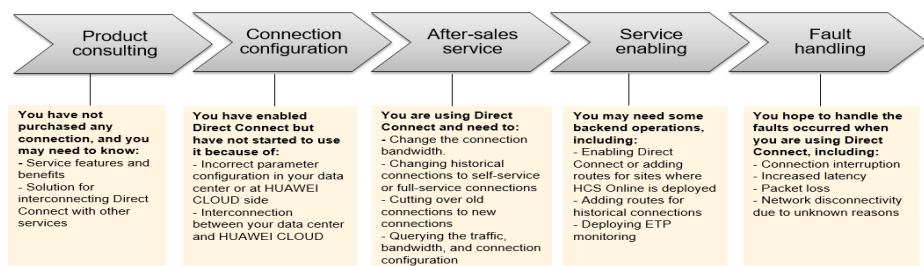 Product
consulting
Connection
configuration
After-sales
service
Service
enabling
Fault
handling
You have not
purchased any
connection, and you
may need to know:
- Service features and
benefits
- Solution for
interconnecting Direct
Connect with other
services
You have enabled
Direct Connect but
have not started to use
it because of:
- Incorrect parameter
configuration in your data
center or at HUAWEI
CLOUD side
- Interconnection
between your data center
and HUAWEI CLOUD
You are using Direct
Connect and need to:
- Change the connection
bandwidth.
- Changing historical
connections to self-service
or full-service connections
- Cutting over old
connections to new
connections
- Querying the traffic,
bandwidth, and connection
configuration
You may need some
backend operations,
including:
- Enabling Direct
Connect or adding
routes for sites where
HCS Online is deployed
- Adding routes for
historical connections
- Deploying ETP
monitoring
You hope to handle the
faults occurred when
you are using Direct
Connect, including:
- Connection interruption
- Increased latency
- Packet loss
- Network disconnectivity
due to unknown reasons